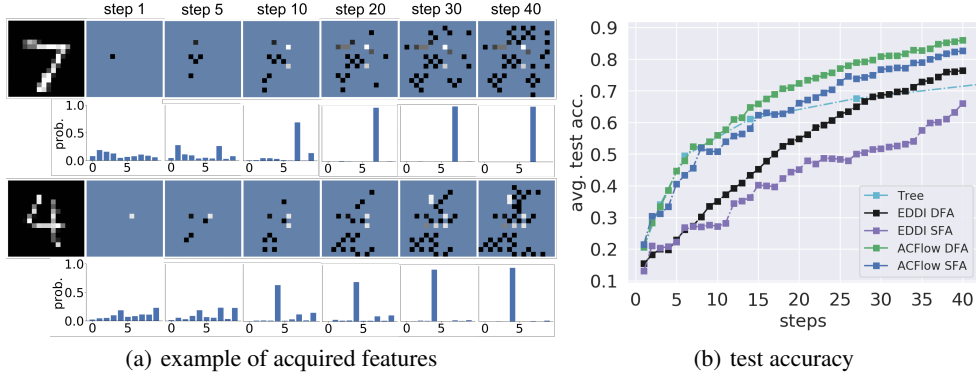 step 1 step 5 step 10 step 20 step 30 step 40
1.0
prob.
0.5
0.0
0 5 0 5 0 5 0 5 0 5 0 5
1.0
prob.
0.5
0.0
0 5 0 5 0 5 0 5 0 5 0 5
(a) example of acquired features
0.9
0.8
0.7
0.6
0.5
0.4
0.3
0.2
0.1
avg. test acc.
Tree
EDDI DFA
EDDI SFA
ACFlow DFA
ACFlow SFA
0 5 10 15 20 25 30 35 40
steps
(b) test accuracy